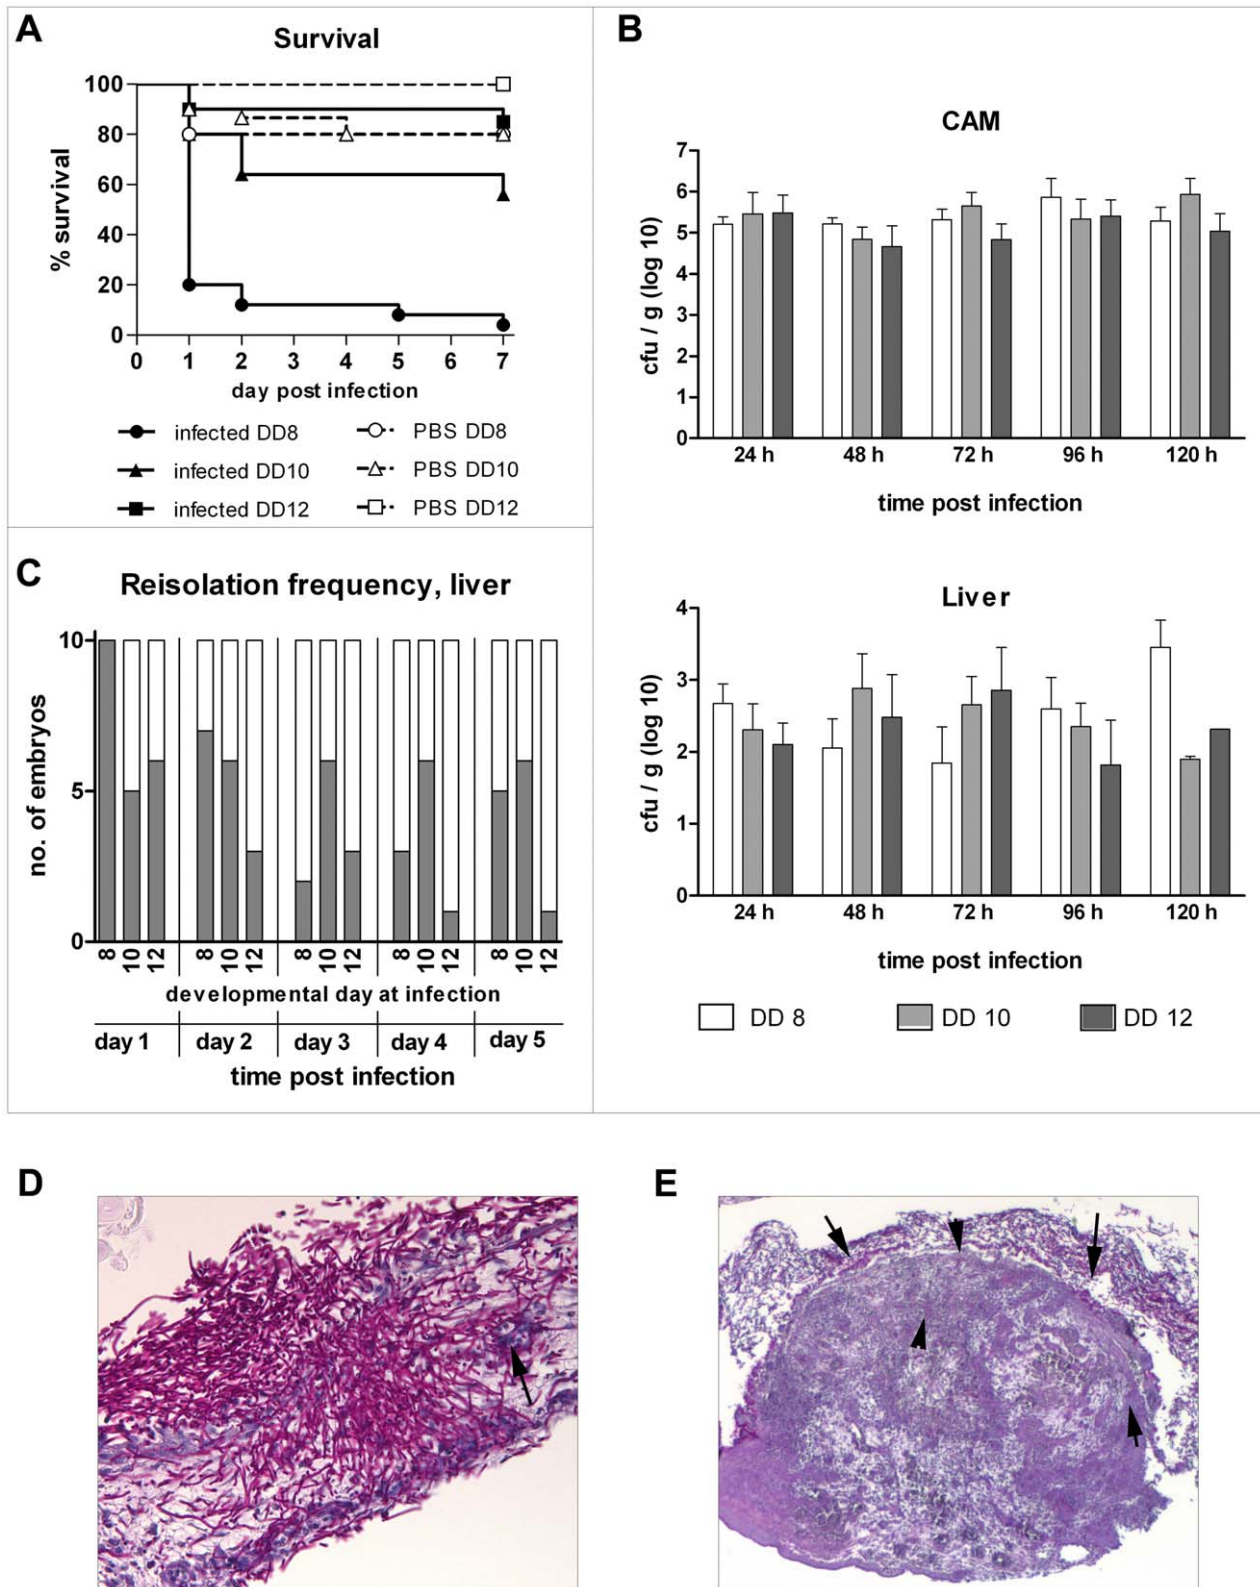 A
Survival
% survival
100
80
60
40
20
0
0 1 2 3 4 5 6 7
day post infection
infected DD8 PBS DD8
infected DD10 PBS DD10
infected DD12 PBS DD12
B
CAM
cfu / g (log 10)
7
6
5
4
3
2
1
0
24 h 48 h 72 h 96 h 120 h
time post infection
Liver
cfu / g (log 10)
4
3
2
1
0
24 h 48 h 72 h 96 h 120 h
time post infection
DD 8 DD 10 DD 12
C
Reisolation frequency, liver
no. of embryos
10
5
0
8 10 12 8 10 12 8 10 12 8 10 12 8 10 12
developmental day at infection
day 1 day 2 day 3 day 4 day 5
time post infection
D
E